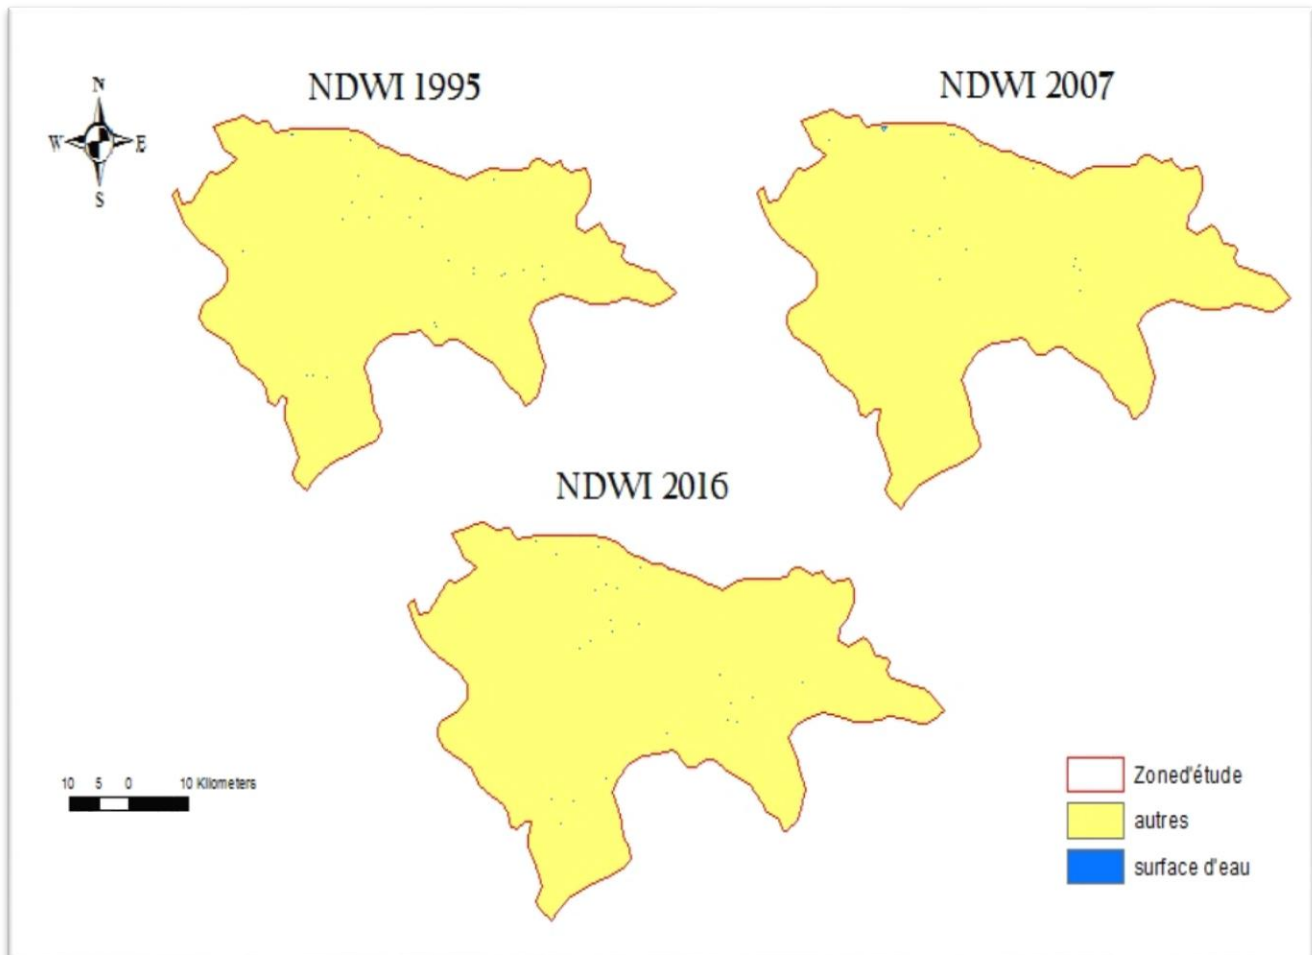 NDWI 1995
NDWI 2007
N
W E
S
NDWI 2016
10 5 0 10 Kilometers
Zoned'étude
autres
surface d'eau